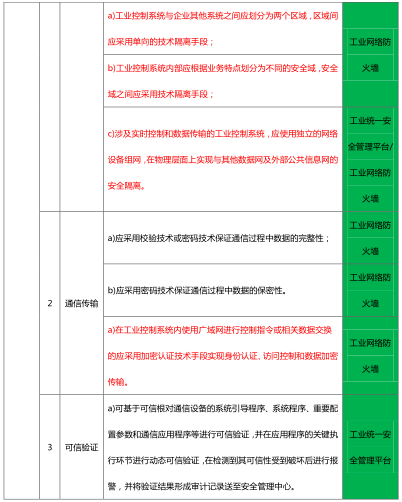 a)工业控制系统与企业其他系统之间应划分为两个区域，区域间
应采用单向的技术隔离手段；
b)工业控制系统内部应根据业务特点划分为不同的安全域，安全
域之间应采用技术隔离手段；
工业网络防
火墙
c)涉及实时控制和数据传输的工业控制系统，应使用独立的网络
设备组网，在物理层面上实现与其他数据网及外部公共信息网的
安全隔离。
工业统一安
全管理平台/
工业网络防
火墙
2
通信传输
a)应采用校验技术或密码技术保证通信过程中数据的完整性；
工业网络防
火墙
b)应采用密码技术保证通信过程中数据的保密性。
工业网络防
火墙
a)在工业控制系统内使用广域网进行控制指令或相关数据交换
的应采用加密认证技术手段实现身份认证、访问控制和数据加密
传输。
工业网络防
火墙
3
可信验证
a)可基于可信根对通信设备的系统引导程序、系统程序、重要配
置参数和通信应用程序等进行可信验证，并在应用程序的关键执
行环节进行动态可信验证，在检测到其可信性受到破坏后进行报
警，并将验证结果形成审计记录送至安全管理中心。
工业统一安
全管理平台